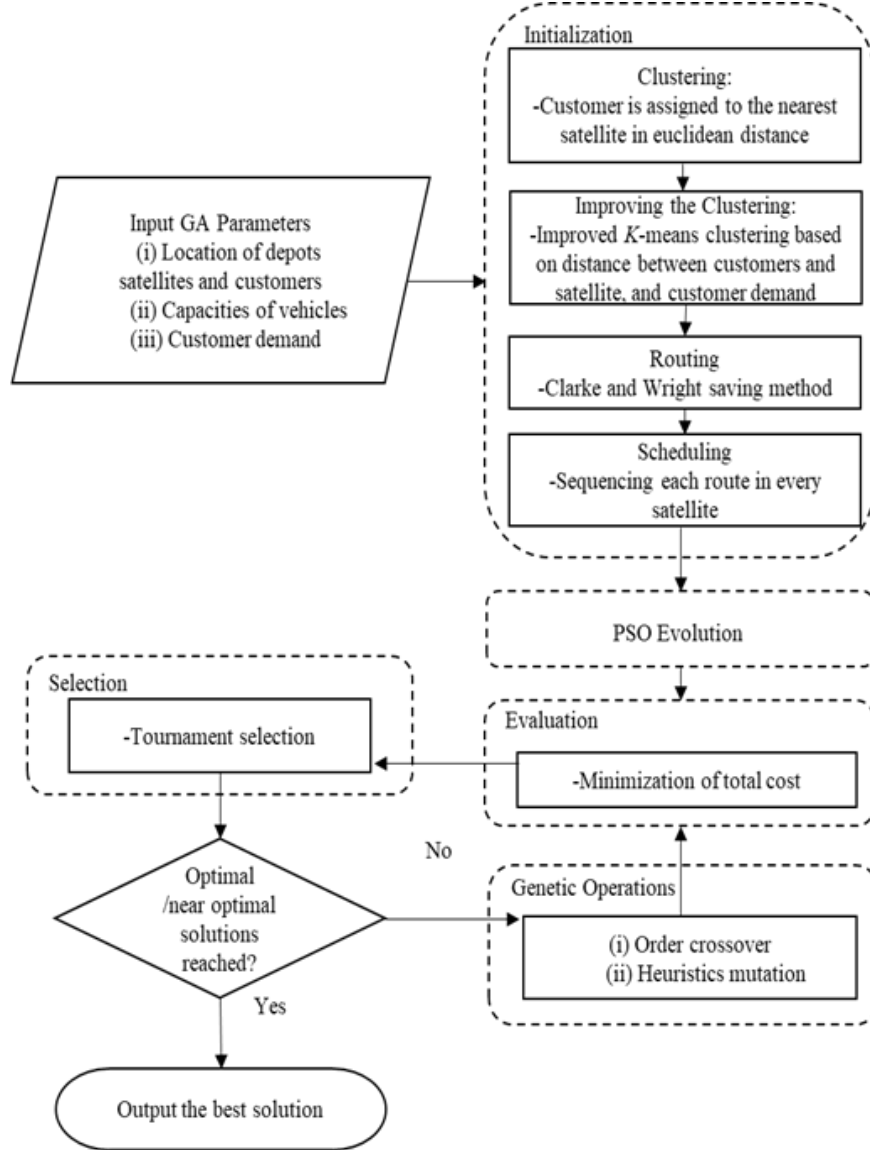 Initialization
Clustering:
-Customer is assigned to the nearest
satellite in euclidean distance
Input GA Parameters
(i) Location of depots
satellites and customers
(ii) Capacities of vehicles
(iii) Customer demand
Improving the Clustering:
-Improved K-means clustering based
on distance between customers and
satellite, and customer demand
Routing
-Clarke and Wright saving method
Scheduling
-Sequencing each route in every
satellite
PSO Evolution
Evaluation
-Minimization of total cost
Selection
-Tournament selection
Optimal
/near optimal
solutions
reached?
No
Genetic Operations
(i) Order crossover
(ii) Heuristics mutation
Yes
Output the best solution